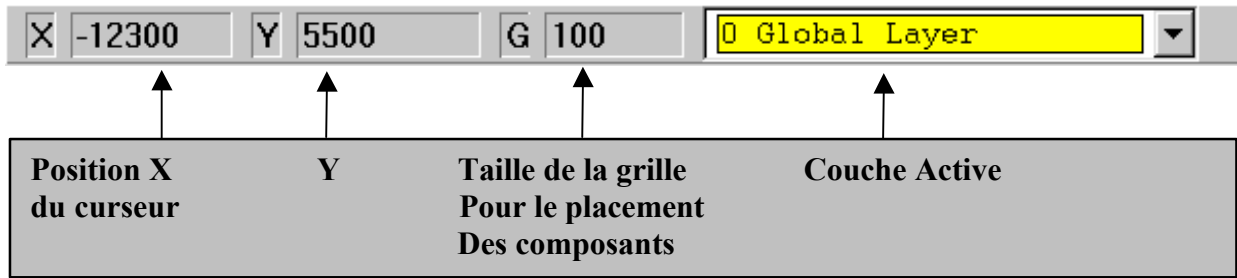 X -12300 Y 5500 G 100 0 Global Layer
Position X Y Taille de la grille Couche Active
du curseur Pour le placement
Des composants